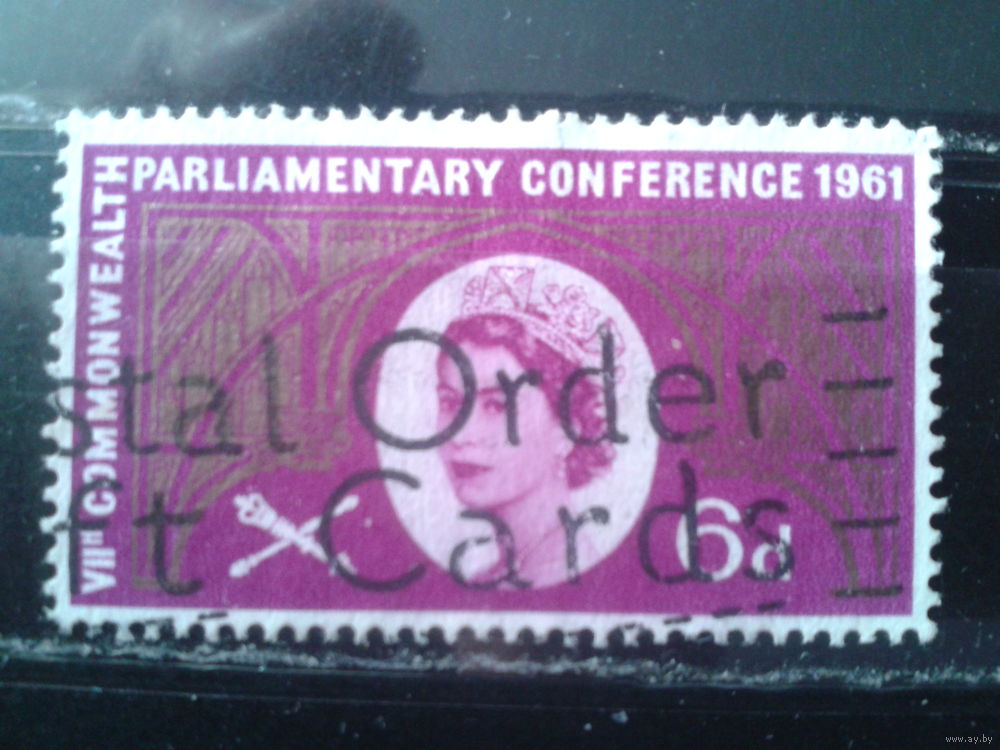 VIIᵀᴴ COMMONWEALTH
PARLIAMENTARY CONFERENCE 1961
stal Order
ft Cards
6d
www.ay.by